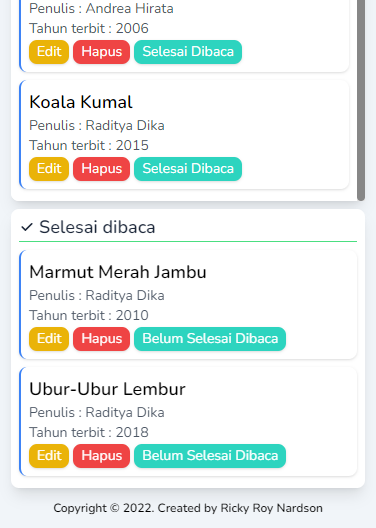 Penulis : Andrea Hirata
Tahun terbit : 2006
Edit Hapus Selesai Dibaca
Koala Kumal
Penulis : Raditya Dika
Tahun terbit : 2015
Edit Hapus Selesai Dibaca
✓ Selesai dibaca
Marmut Merah Jambu
Penulis : Raditya Dika
Tahun terbit : 2010
Edit Hapus Belum Selesai Dibaca
Ubur-Ubur Lembur
Penulis : Raditya Dika
Tahun terbit : 2018
Edit Hapus Belum Selesai Dibaca
Copyright © 2022. Created by Ricky Roy Nardson